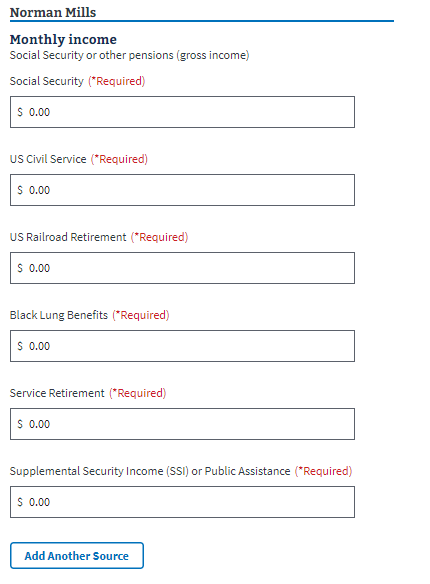 Norman Mills
Monthly income
Social Security or other pensions (gross income)
Social Security (*Required)
$ 0.00
US Civil Service (*Required)
$ 0.00
US Railroad Retirement (*Required)
$ 0.00
Black Lung Benefits (*Required)
$ 0.00
Service Retirement (*Required)
$ 0.00
Supplemental Security Income (SSI) or Public Assistance (*Required)
$ 0.00
Add Another Source